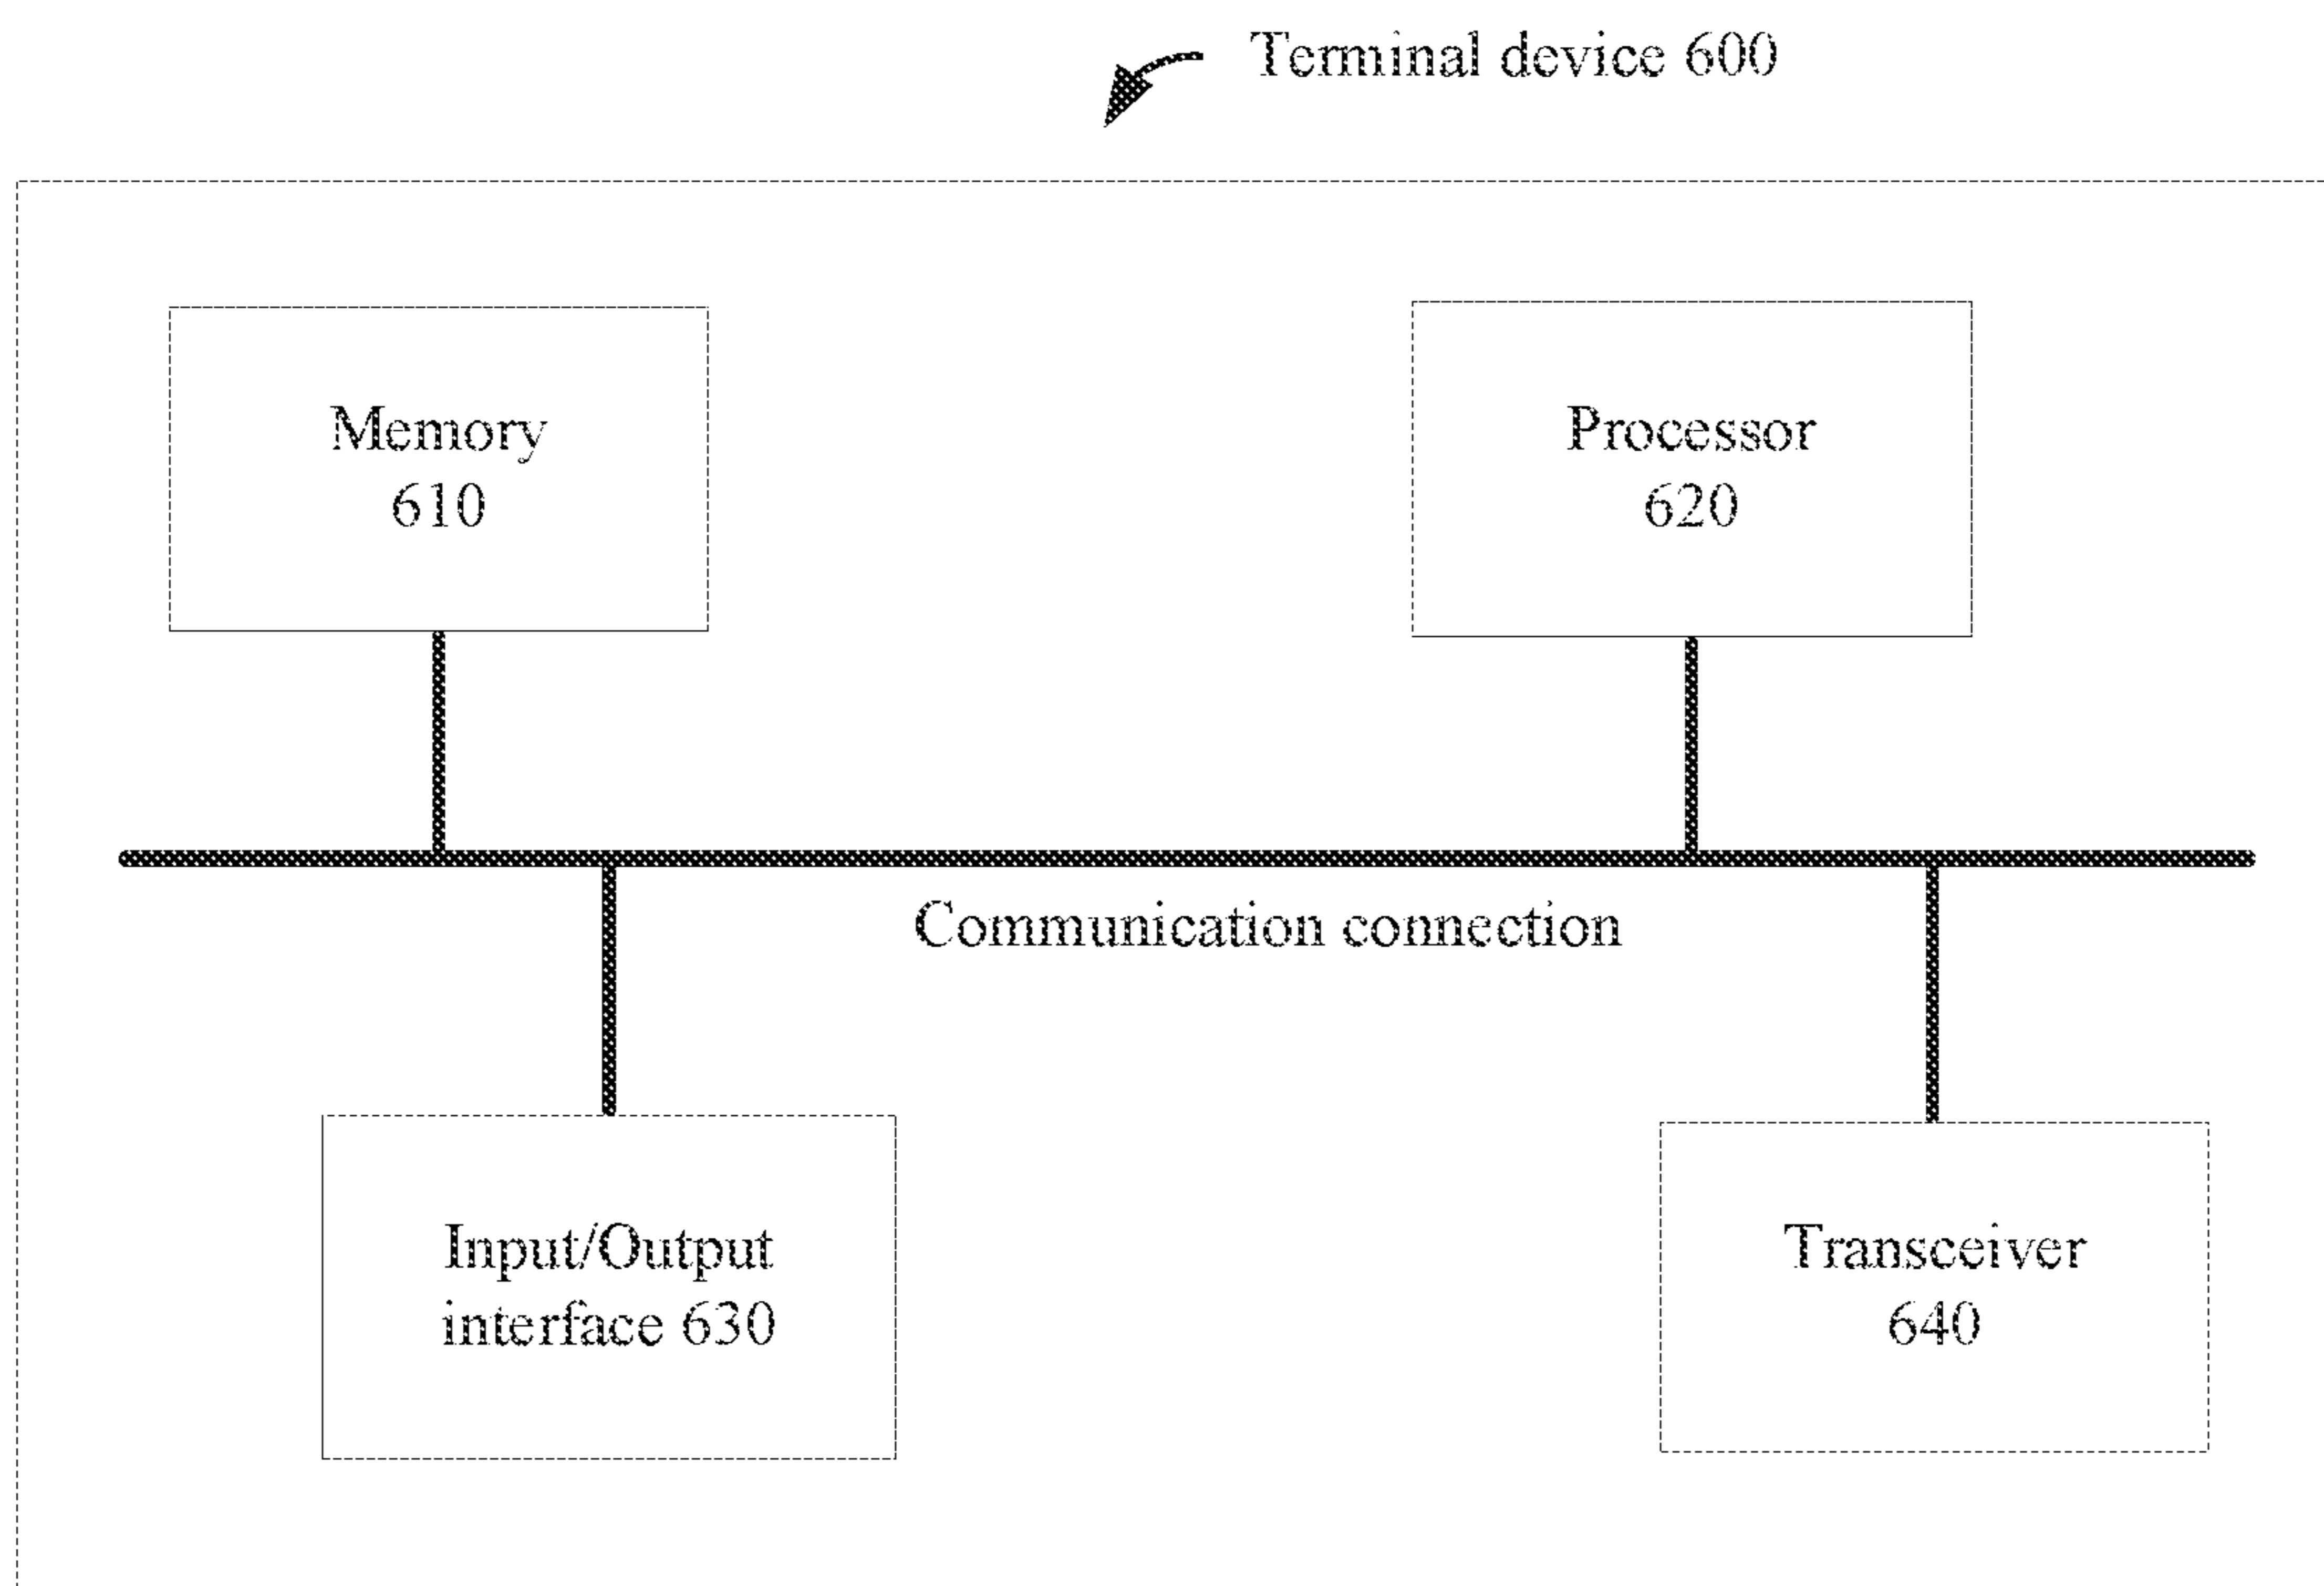 Terminal device 600
Memory
610
Processor
620
Communication connection
Input/Output
interface 630
Transceiver
640